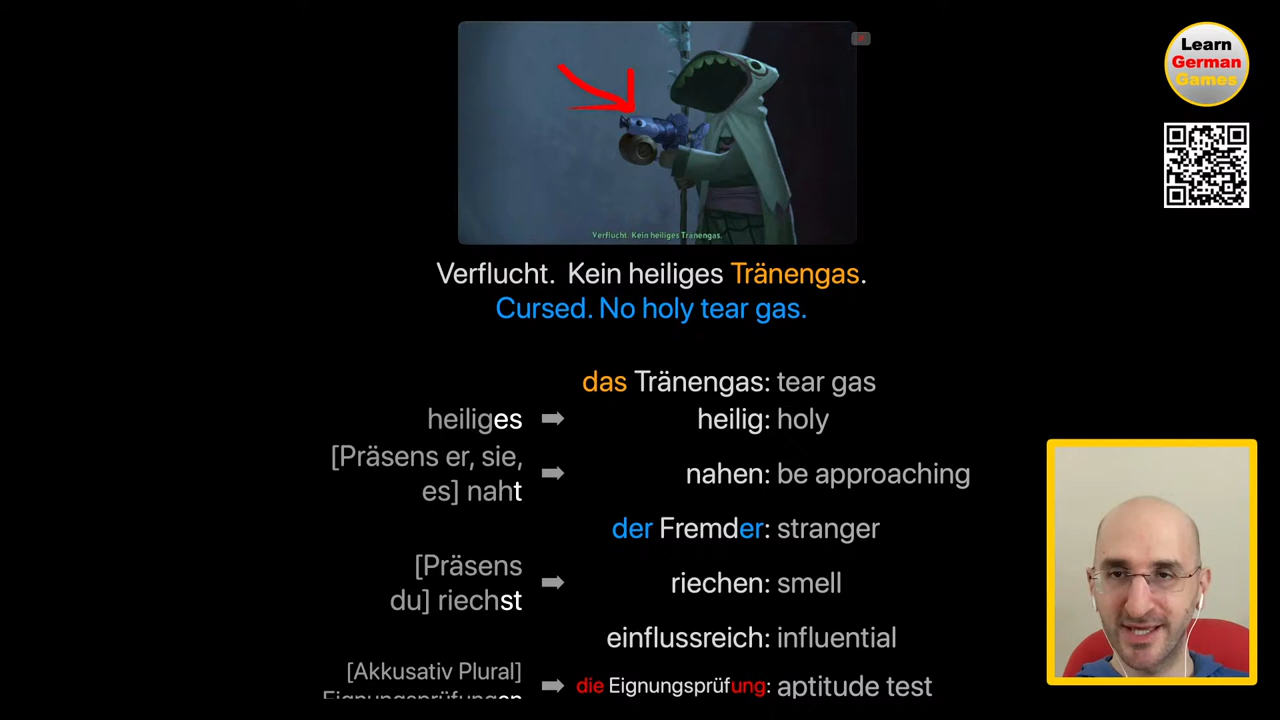 Learn
German
Games
Verflucht. Kein heiliges Tränengas.
Verflucht. Kein heiliges Tränengas.
Cursed. No holy tear gas.
das Tränengas: tear gas
heiliges ➡ heilig: holy
[Präsens er, sie,
es] naht ➡ nahen: be approaching
der Fremder: stranger
[Präsens
du] riechst ➡ riechen: smell
einflussreich: influential
[Akkusativ Plural]
Eignungsprüfungen ➡ die Eignungsprüfung: aptitude test